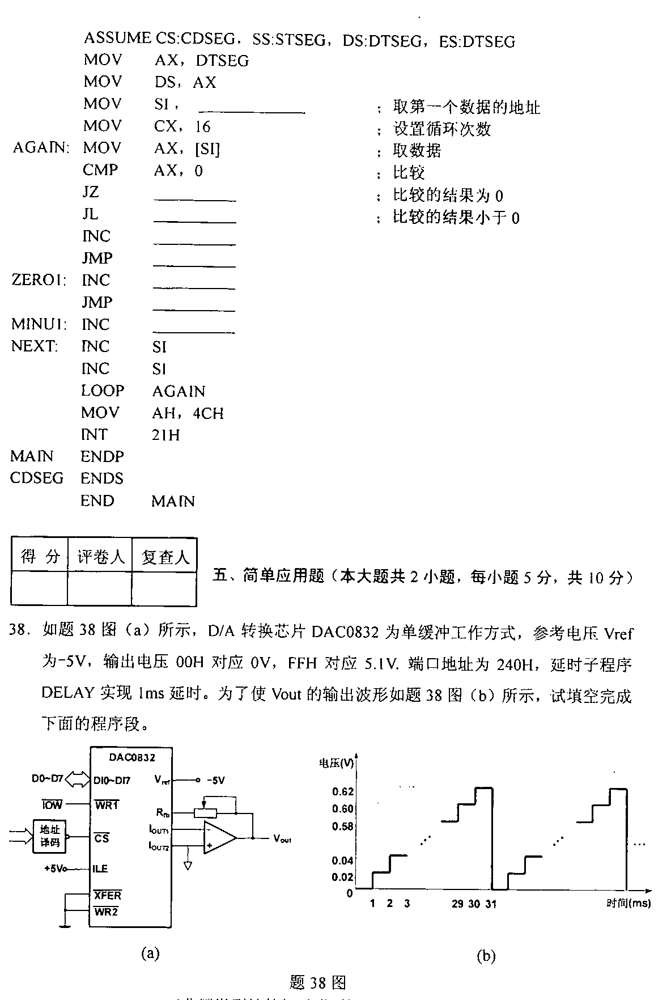 ASSUME CS:CDSEG, SS:STSEG, DS:DTSEG, ES:DTSEG
MOV AX, DTSEG
MOV DS, AX
MOV SI, ；取第一个数据的地址
MOV CX, 16 ；设置循环次数
AGAIN: MOV AX, [SI] ；取数据
CMP AX, 0 ；比较
JZ ；比较的结果为 0
JL ；比较的结果小于 0
INC
JMP
ZERO1: INC
JMP
MINU1: INC
NEXT: INC SI
INC SI
LOOP AGAIN
MOV AH, 4CH
INT 21H
MAIN ENDP
CDSEG ENDS
END MAIN
得 分 评卷人 复查人
五、简单应用题（本大题共 2 小题，每小题 5 分，共 10 分）
38. 如题 38 图（a）所示，D/A 转换芯片 DAC0832 为单缓冲工作方式，参考电压 Vref
为-5V，输出电压 00H 对应 0V，FFH 对应 5.1V. 端口地址为 240H，延时子程序
DELAY 实现 1ms 延时。为了使 Vout 的输出波形如题 38 图（b）所示，试填空完成
下面的程序段。
DAC0832
D0~D7 DI0~DI7 Vref -5V
IOW WR1
Rfb
地址
译码
CS
IOUT1 - Vout
IOUT2 +
+5V ILE
XFER
WR2
(a)
电压(V)
0.62
0.60
0.58
0.04
0.02
0
1 2 3 29 30 31 时间(ms)
...
(b)
题 38 图